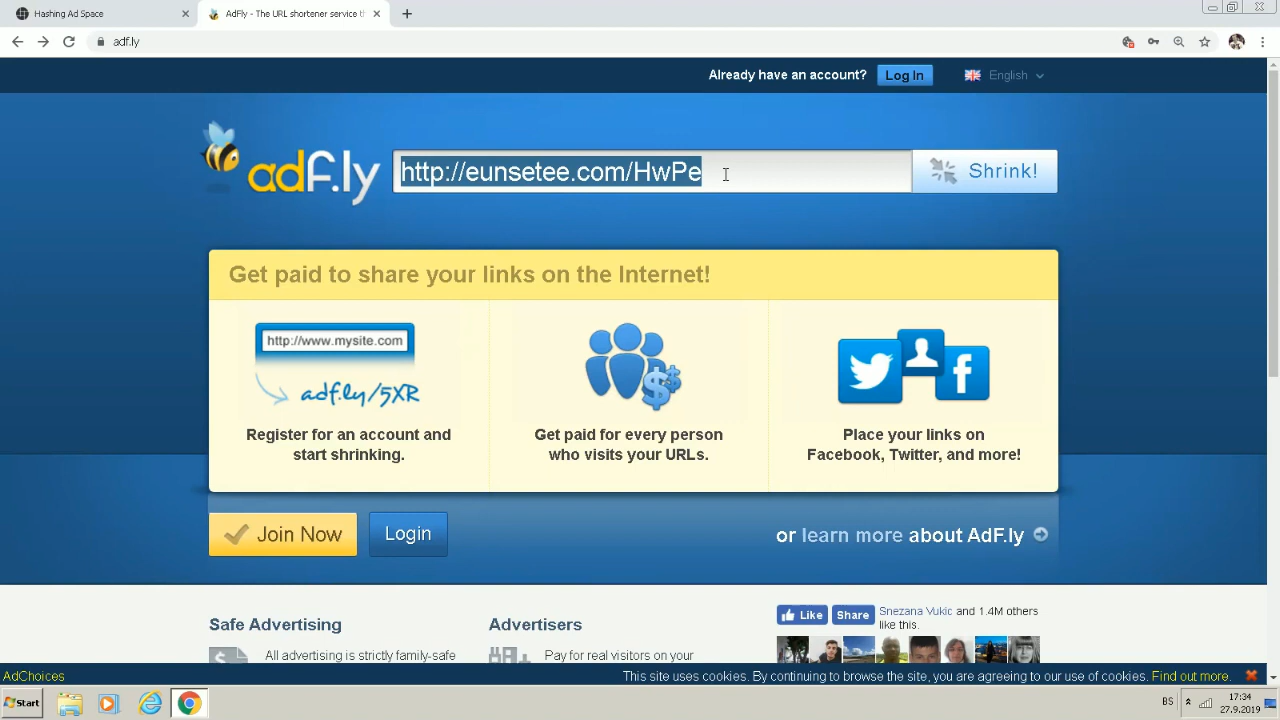 Hashing Ad Space
AdFly - The URL shortener service th
adf.ly
Already have an account? Log In English
adf.ly http://eunsetee.com/HwPe Shrink!
Get paid to share your links on the Internet!
http://www.mysite.com
adf.ly/5XR
Register for an account and
start shrinking.
Get paid for every person
who visits your URLs.
Place your links on
Facebook, Twitter, and more!
Join Now Login or learn more about AdF.ly
Safe Advertising
All advertising is strictly family-safe
Advertisers
Pay for real visitors on your
Like Share Snezana Vukic and 1.4M others
like this.
AdChoices This site uses cookies. By continuing to browse the site, you are agreeing to our use of cookies. Find out more.
Start BS 17:34
27.9.2019